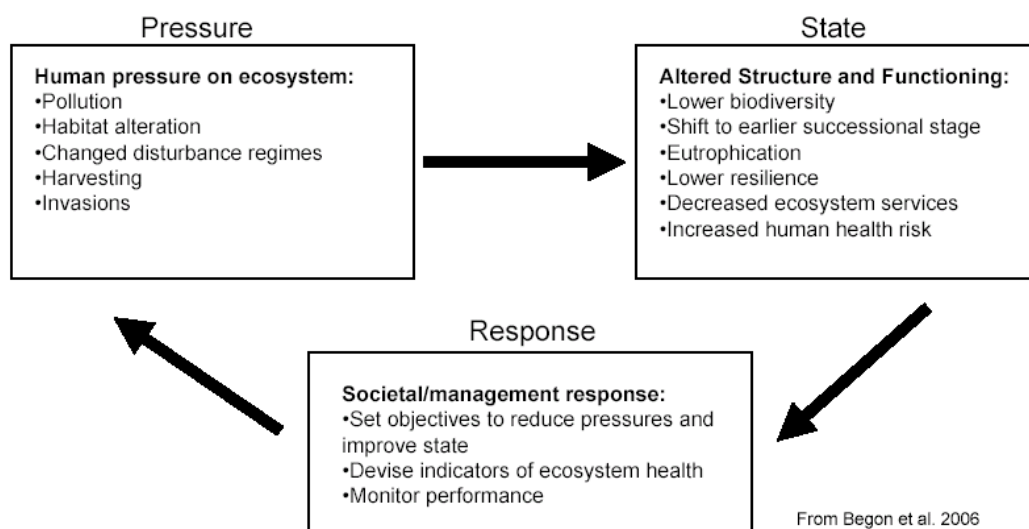 Pressure
Human pressure on ecosystem:
•Pollution
•Habitat alteration
•Changed disturbance regimes
•Harvesting
•Invasions
State
Altered Structure and Functioning:
•Lower biodiversity
•Shift to earlier successional stage
•Eutrophication
•Lower resilience
•Decreased ecosystem services
•Increased human health risk
Response
Societal/management response:
•Set objectives to reduce pressures and
improve state
•Devise indicators of ecosystem health
•Monitor performance
From Begon et al. 2006